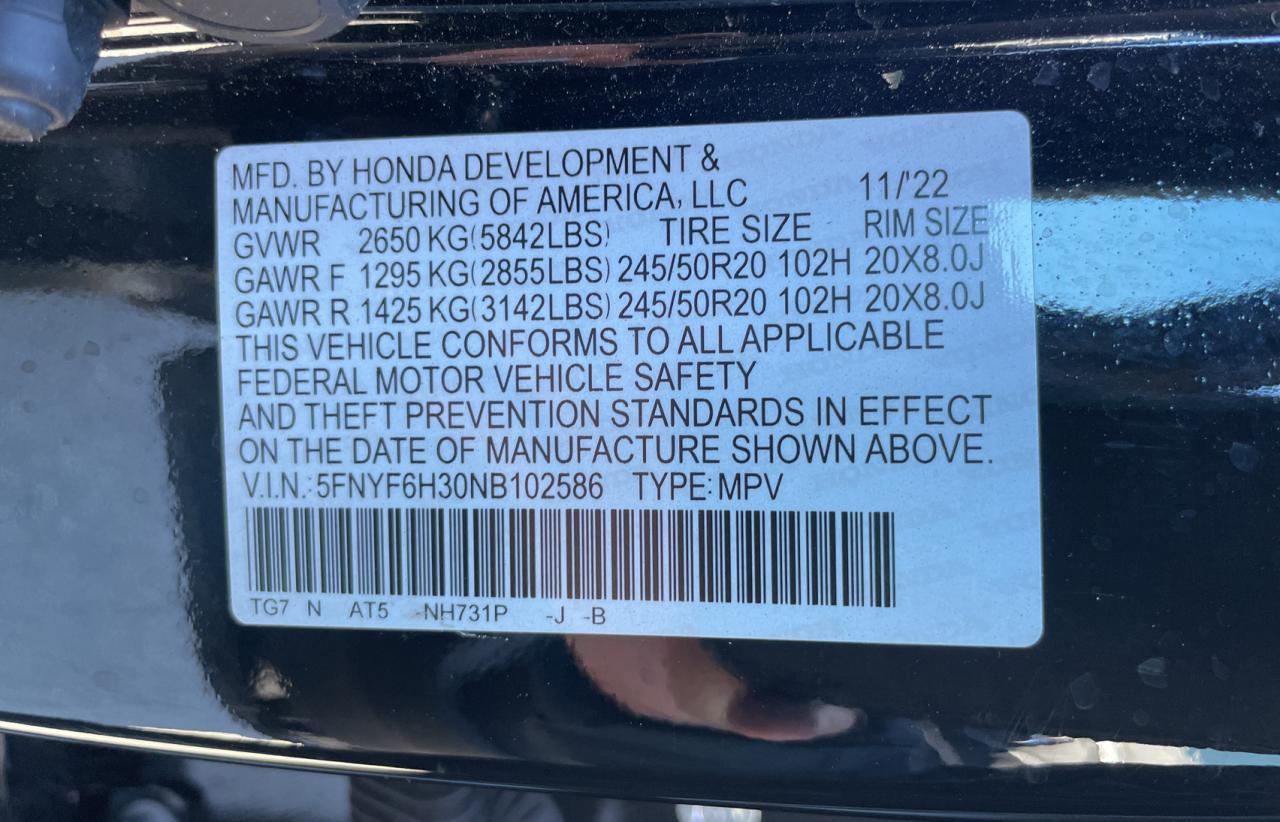 MFD. BY HONDA DEVELOPMENT &
MANUFACTURING OF AMERICA, LLC 11/'22
GVWR 2650 KG(5842LBS) TIRE SIZE RIM SIZE
GAWR F 1295 KG(2855LBS) 245/50R20 102H 20X8.0J
GAWR R 1425 KG(3142LBS) 245/50R20 102H 20X8.0J
THIS VEHICLE CONFORMS TO ALL APPLICABLE
FEDERAL MOTOR VEHICLE SAFETY
AND THEFT PREVENTION STANDARDS IN EFFECT
ON THE DATE OF MANUFACTURE SHOWN ABOVE.
V.I.N.: 5FNYF6H30NB102586 TYPE: MPV
TG7 N AT5 -NH731P -J -B